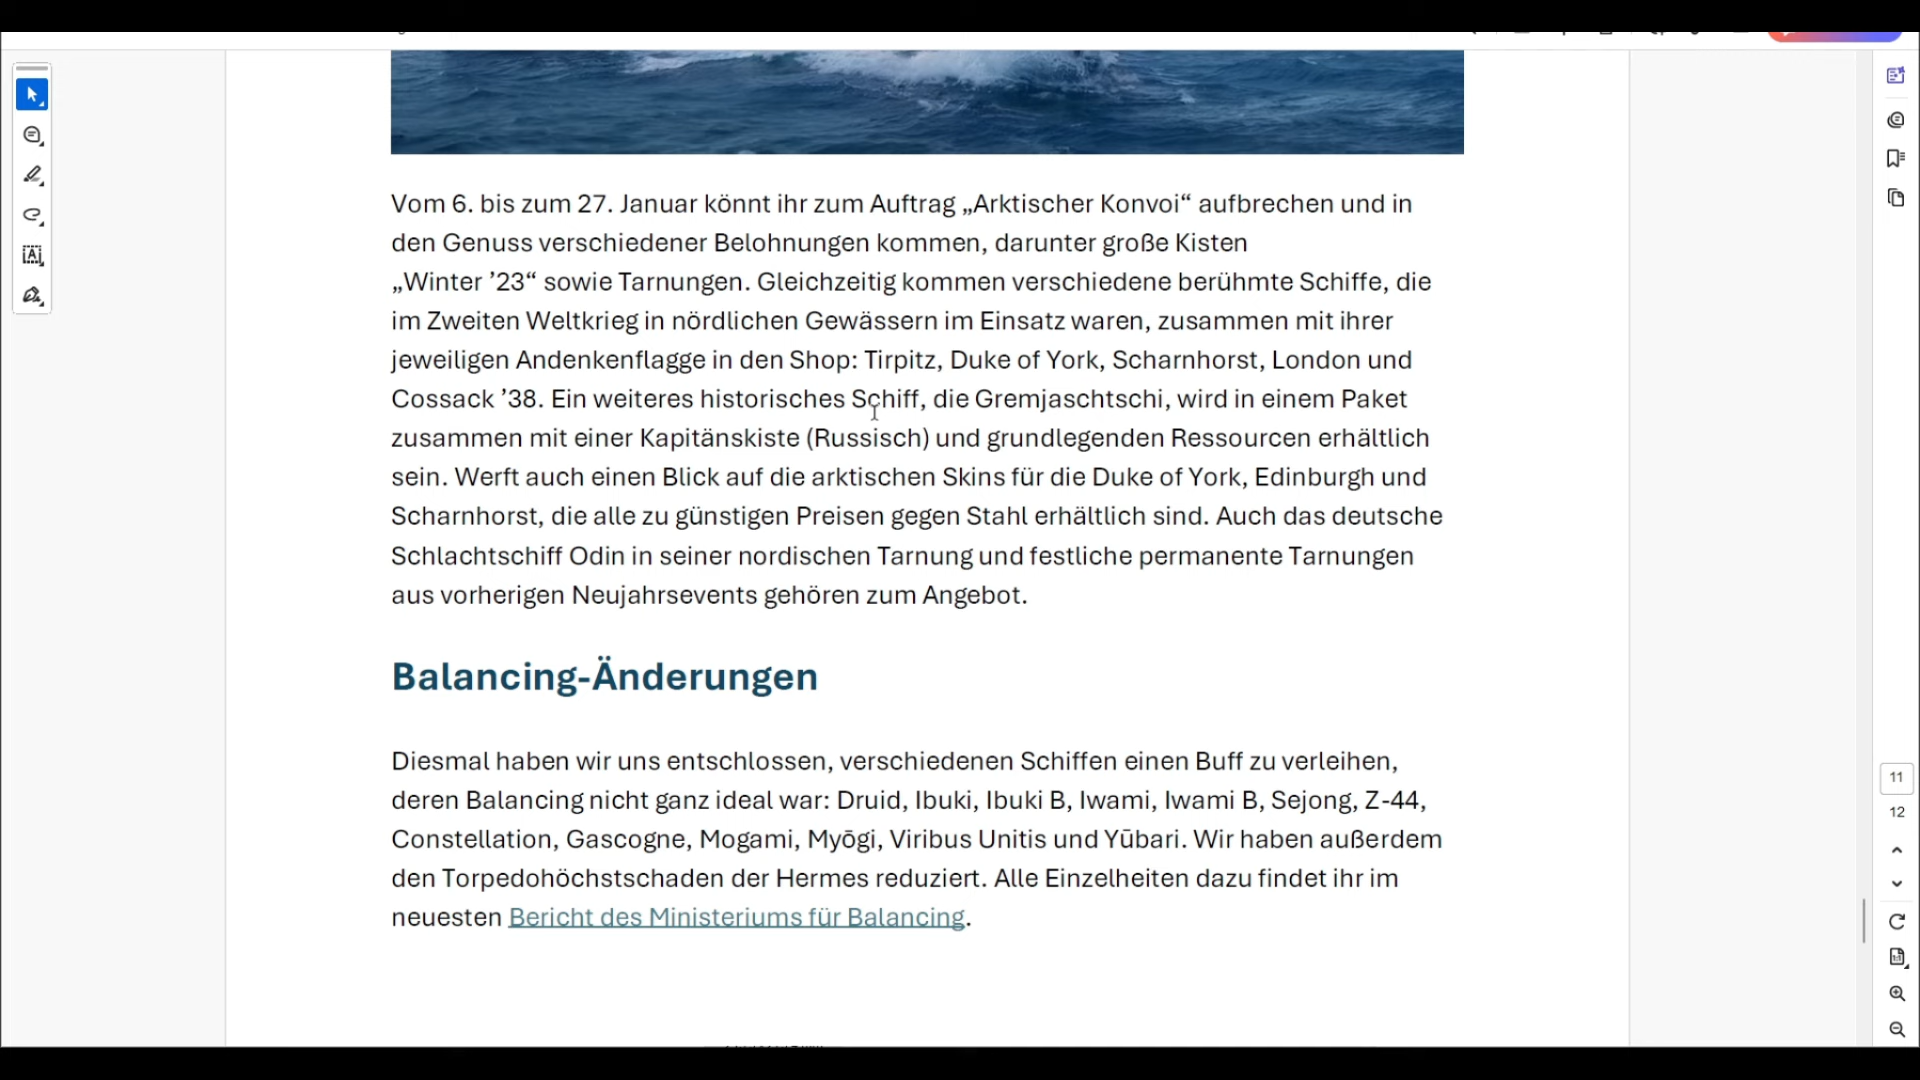 Vom 6. bis zum 27. Januar könnt ihr zum Auftrag „Arktischer Konvoi“ aufbrechen und in
den Genuss verschiedener Belohnungen kommen, darunter große Kisten
„Winter ’23“ sowie Tarnungen. Gleichzeitig kommen verschiedene berühmte Schiffe, die
im Zweiten Weltkrieg in nördlichen Gewässern im Einsatz waren, zusammen mit ihrer
jeweiligen Andenkenflagge in den Shop: Tirpitz, Duke of York, Scharnhorst, London und
Cossack ’38. Ein weiteres historisches Schiff, die Gremjaschtschi, wird in einem Paket
zusammen mit einer Kapitänskiste (Russisch) und grundlegenden Ressourcen erhältlich
sein. Werft auch einen Blick auf die arktischen Skins für die Duke of York, Edinburgh und
Scharnhorst, die alle zu günstigen Preisen gegen Stahl erhältlich sind. Auch das deutsche
Schlachtschiff Odin in seiner nordischen Tarnung und festliche permanente Tarnungen
aus vorherigen Neujahrsevents gehören zum Angebot.
Balancing-Änderungen
Diesmal haben wir uns entschlossen, verschiedenen Schiffen einen Buff zu verleihen,
deren Balancing nicht ganz ideal war: Druid, Ibuki, Ibuki B, Iwami, Iwami B, Sejong, Z-44,
Constellation, Gascogne, Mogami, Myōgi, Viribus Unitis und Yūbari. Wir haben außerdem
den Torpedohöchstschaden der Hermes reduziert. Alle Einzelheiten dazu findet ihr im
neuesten Bericht des Ministeriums für Balancing.
11
12